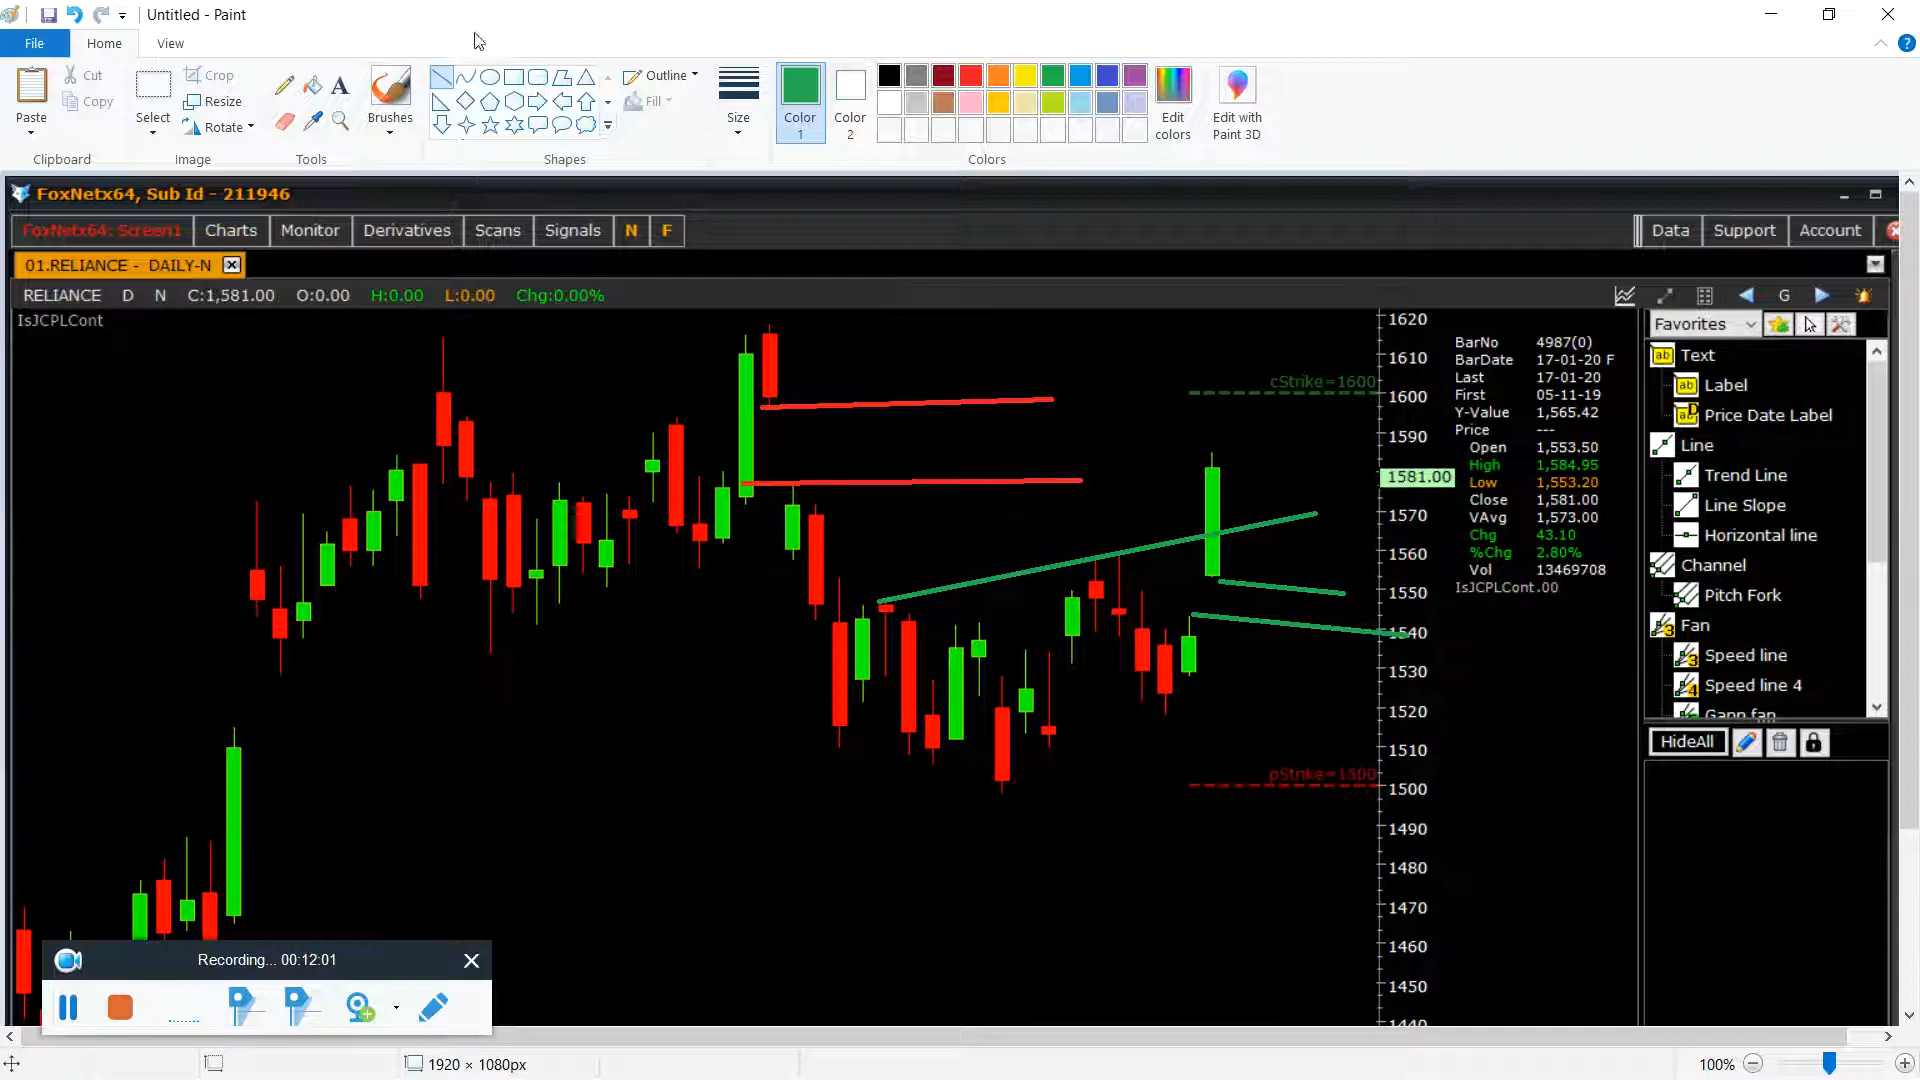 Untitled - Paint
File Home View
Paste
Cut
Copy
Select
Crop
Resize
Rotate
Brushes
Outline
Fill
Size
Color 1
Color 2
Edit colors
Edit with Paint 3D
Clipboard Image Tools Shapes Colors
FoxNetx64, Sub Id - 211946
FoxNetx64: Screen1 Charts Monitor Derivatives Scans Signals N F Data Support Account
01.RELIANCE - DAILY-N
RELIANCE D N C:1,581.00 O:0.00 H:0.00 L:0.00 Chg:0.00% G
IsJCPLCont
cStrike=1600
1620
1610
1600
1590
1581.00
1570
1560
1550
1540
1530
1520
1510
1500
1490
1480
1470
1460
1450
1440
BarNo 4987(0)
BarDate 17-01-20 F
Last 17-01-20
First 05-11-19
Y-Value 1,565.42
Price ---
Open 1,553.50
High 1,584.95
Low 1,553.20
Close 1,581.00
VAvg 1,573.00
Chg 43.10
%Chg 2.80%
Vol 13469708
IsJCPLCont.00
Favorites
Text
Label
Price Date Label
Line
Trend Line
Line Slope
Horizontal line
Channel
Pitch Fork
Fan
Speed line
Speed line 4
Gann fan
HideAll
Recording... 00:12:01
1920 × 1080px
100%